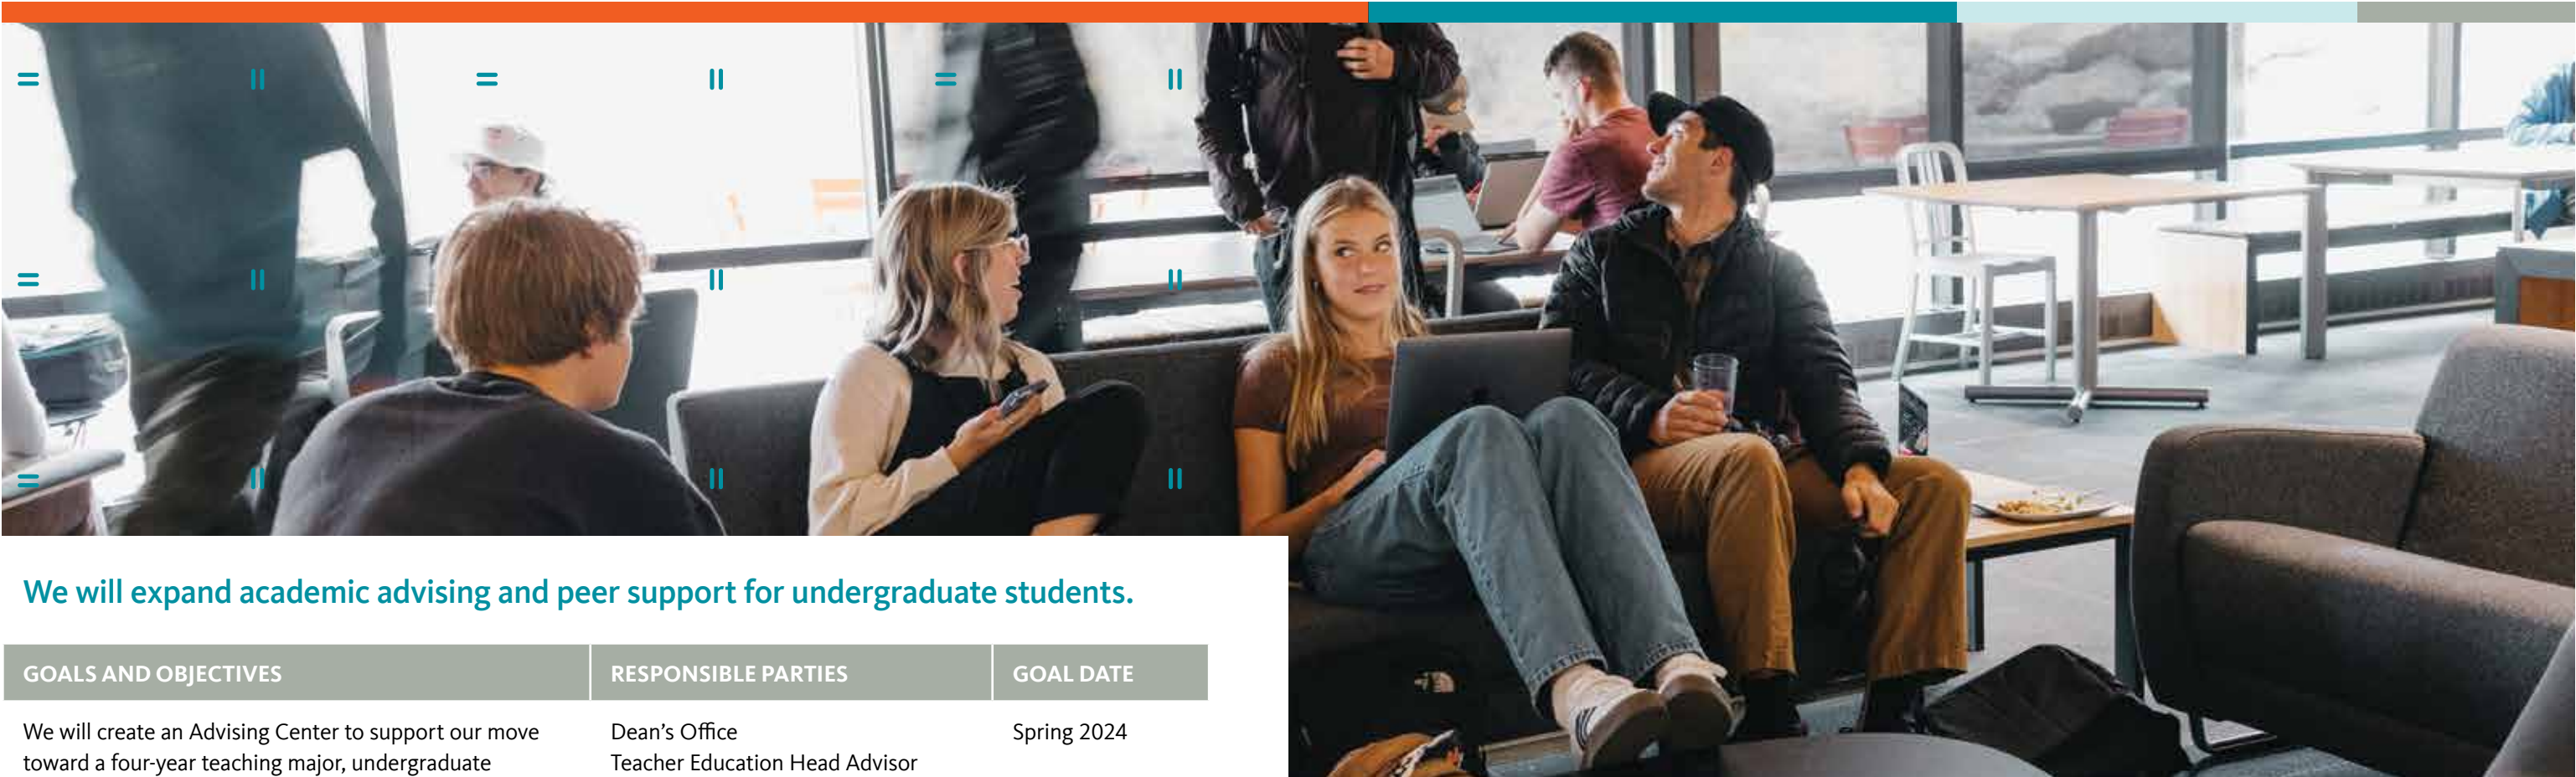 We will expand academic advising and peer support for undergraduate students.
GOALS AND OBJECTIVES
RESPONSIBLE PARTIES
GOAL DATE
We will create an Advising Center to support our move
toward a four-year teaching major, undergraduate
Dean's Office
Teacher Education Head Advisor
Spring 2024